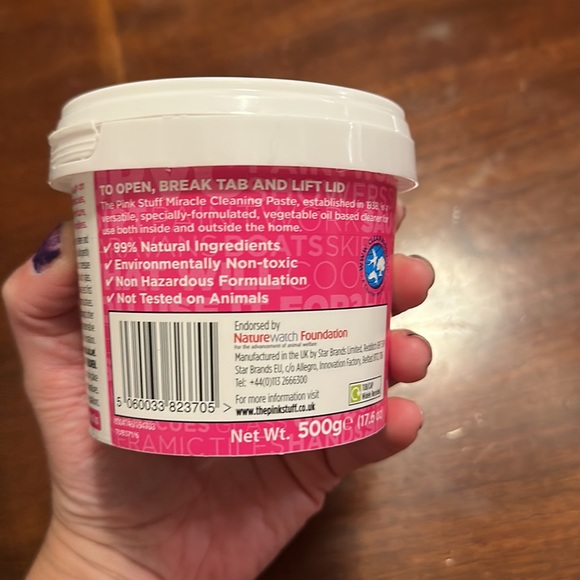 TO OPEN, BREAK TAB AND LIFT LID
The Pink Stuff Miracle Cleaning Paste, established in 1938, is a
versatile, specially-formulated, vegetable oil based cleaner for
use both inside and outside the home.
✓ 99% Natural Ingredients
✓ Environmentally Non-toxic
✓ Non Hazardous Formulation
✓ Not Tested on Animals
Endorsed by
Naturewatch Foundation
For the advancement of animal welfare
Manufactured in the UK by Star Brands Limited, Redditch
Star Brands EU, c/o Allegro, Innovation Factory, Belfast
Tel: +44(0)113 2666300
For more information visit
www.thepinkstuff.co.uk
5 060033 823705 >
Net Wt. 500g℮ (17.6 oz